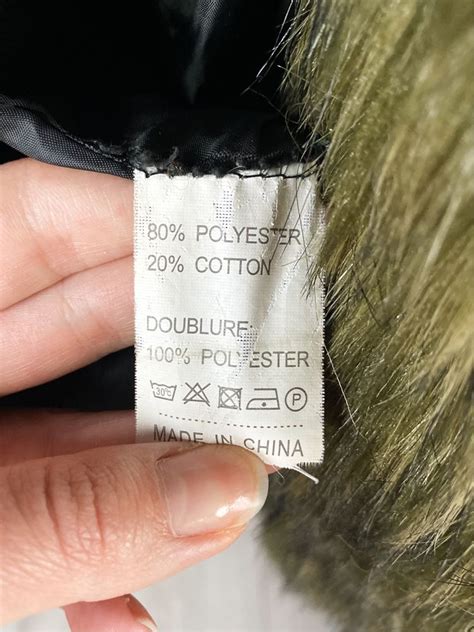 80% POLYESTER
20% COTTON
DOUBLURE:
100% POLYESTER
30°C P
MADE IN CHINA